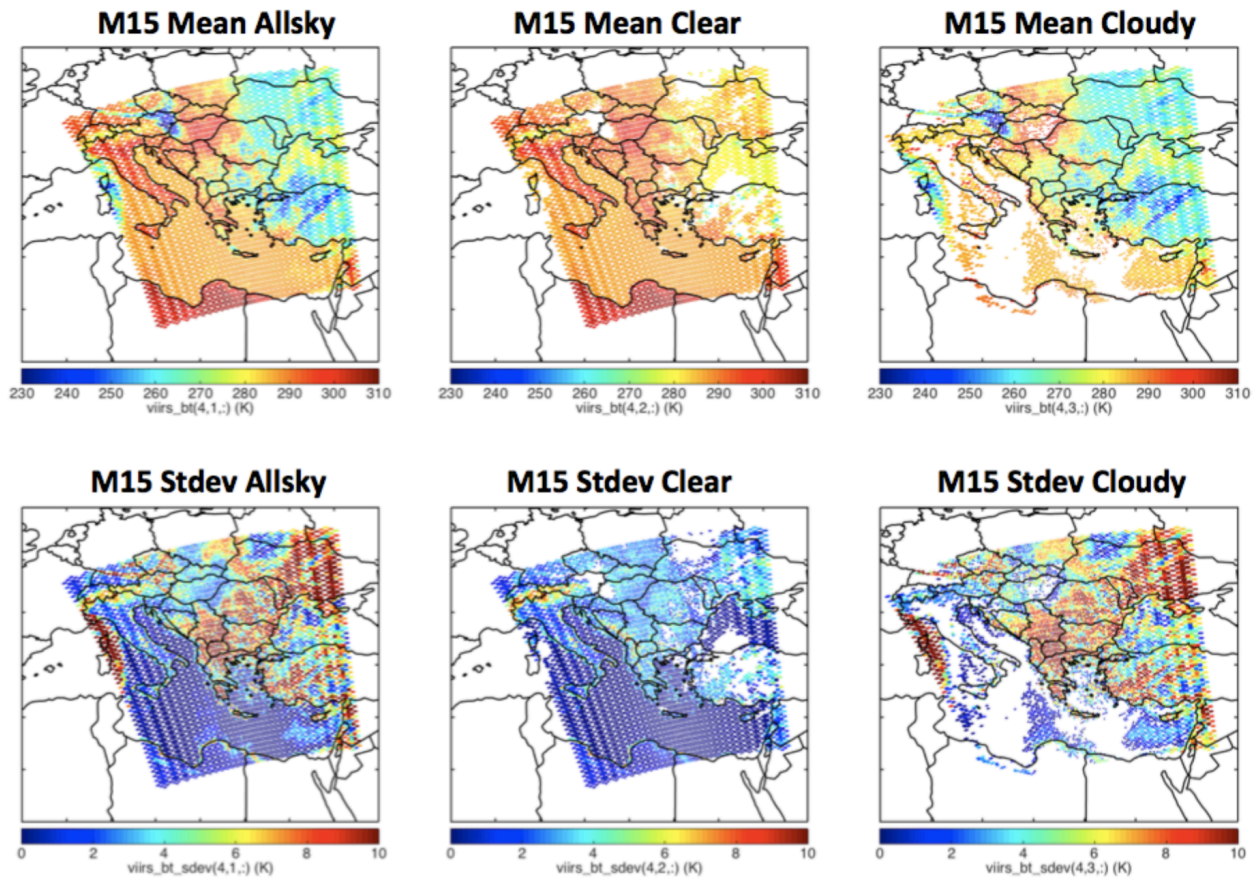 M15 Mean Allsky
M15 Mean Clear
M15 Mean Cloudy
230 240 250 260 270 280 290 300 310
viirs_bt(4,1,:) (K)
230 240 250 260 270 280 290 300 310
viirs_bt(4,2,:) (K)
230 240 250 260 270 280 290 300 310
viirs_bt(4,3,:) (K)
M15 Stdev Allsky
M15 Stdev Clear
M15 Stdev Cloudy
0 2 4 6 8 10
viirs_bt_sdev(4,1,:) (K)
0 2 4 6 8 10
viirs_bt_sdev(4,2,:) (K)
0 2 4 6 8 10
viirs_bt_sdev(4,3,:) (K)